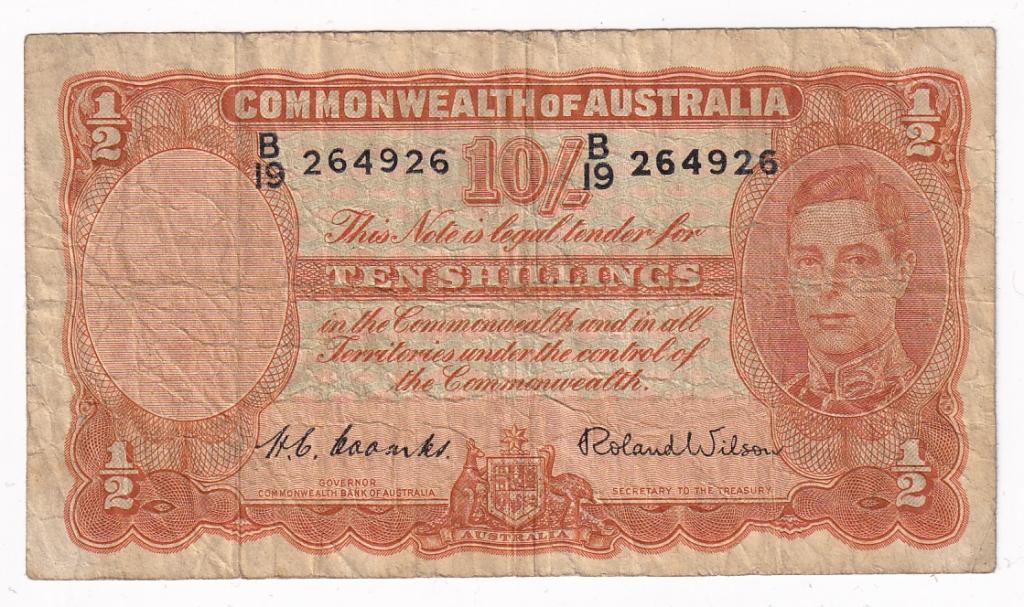 COMMONWEALTH OF AUSTRALIA
1/2 1/2
B/19 264926 10/- B/19 264926
This Note is legal tender for
TEN SHILLINGS
in the Commonwealth and in all
Territories under the control of
the Commonwealth.
H.C. Coombs. Roland Wilson
GOVERNOR
COMMONWEALTH BANK OF AUSTRALIA SECRETARY TO THE TREASURY
1/2 1/2
AUSTRALIA